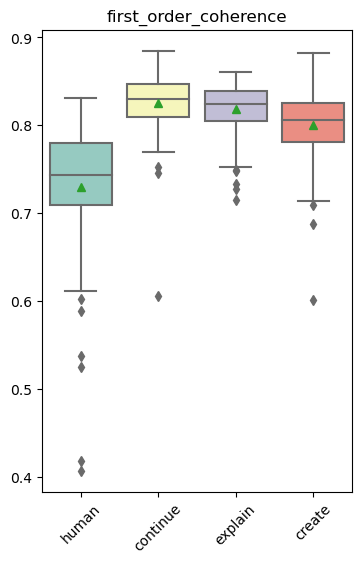 first_order_coherence
0.9
0.8
0.7
0.6
0.5
0.4
human
continue
explain
create